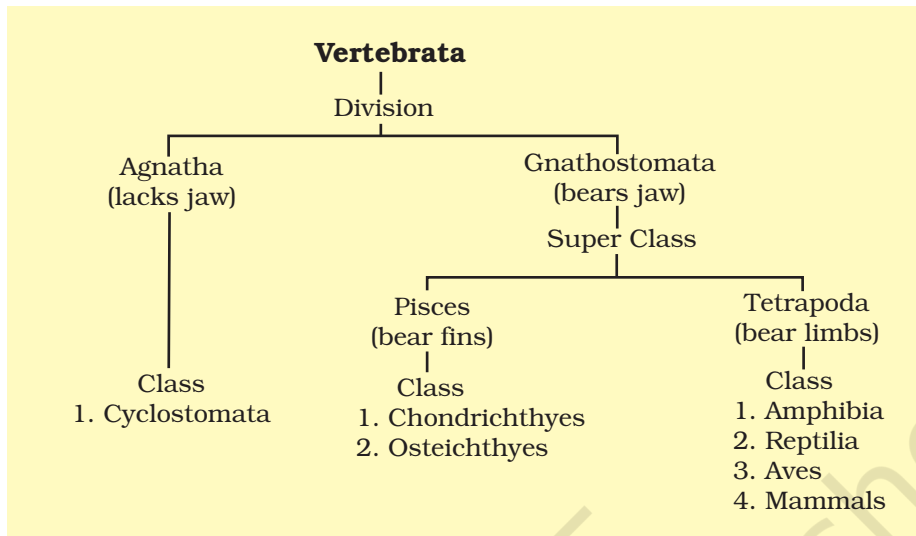 Vertebrata
Division
Agnatha
(lacks jaw)
Gnathostomata
(bears jaw)
Super Class
Pisces
(bear fins)
Tetrapoda
(bear limbs)
Class
1. Cyclostomata
Class
1. Chondrichthyes
2. Osteichthyes
Class
1. Amphibia
2. Reptilia
3. Aves
4. Mammals